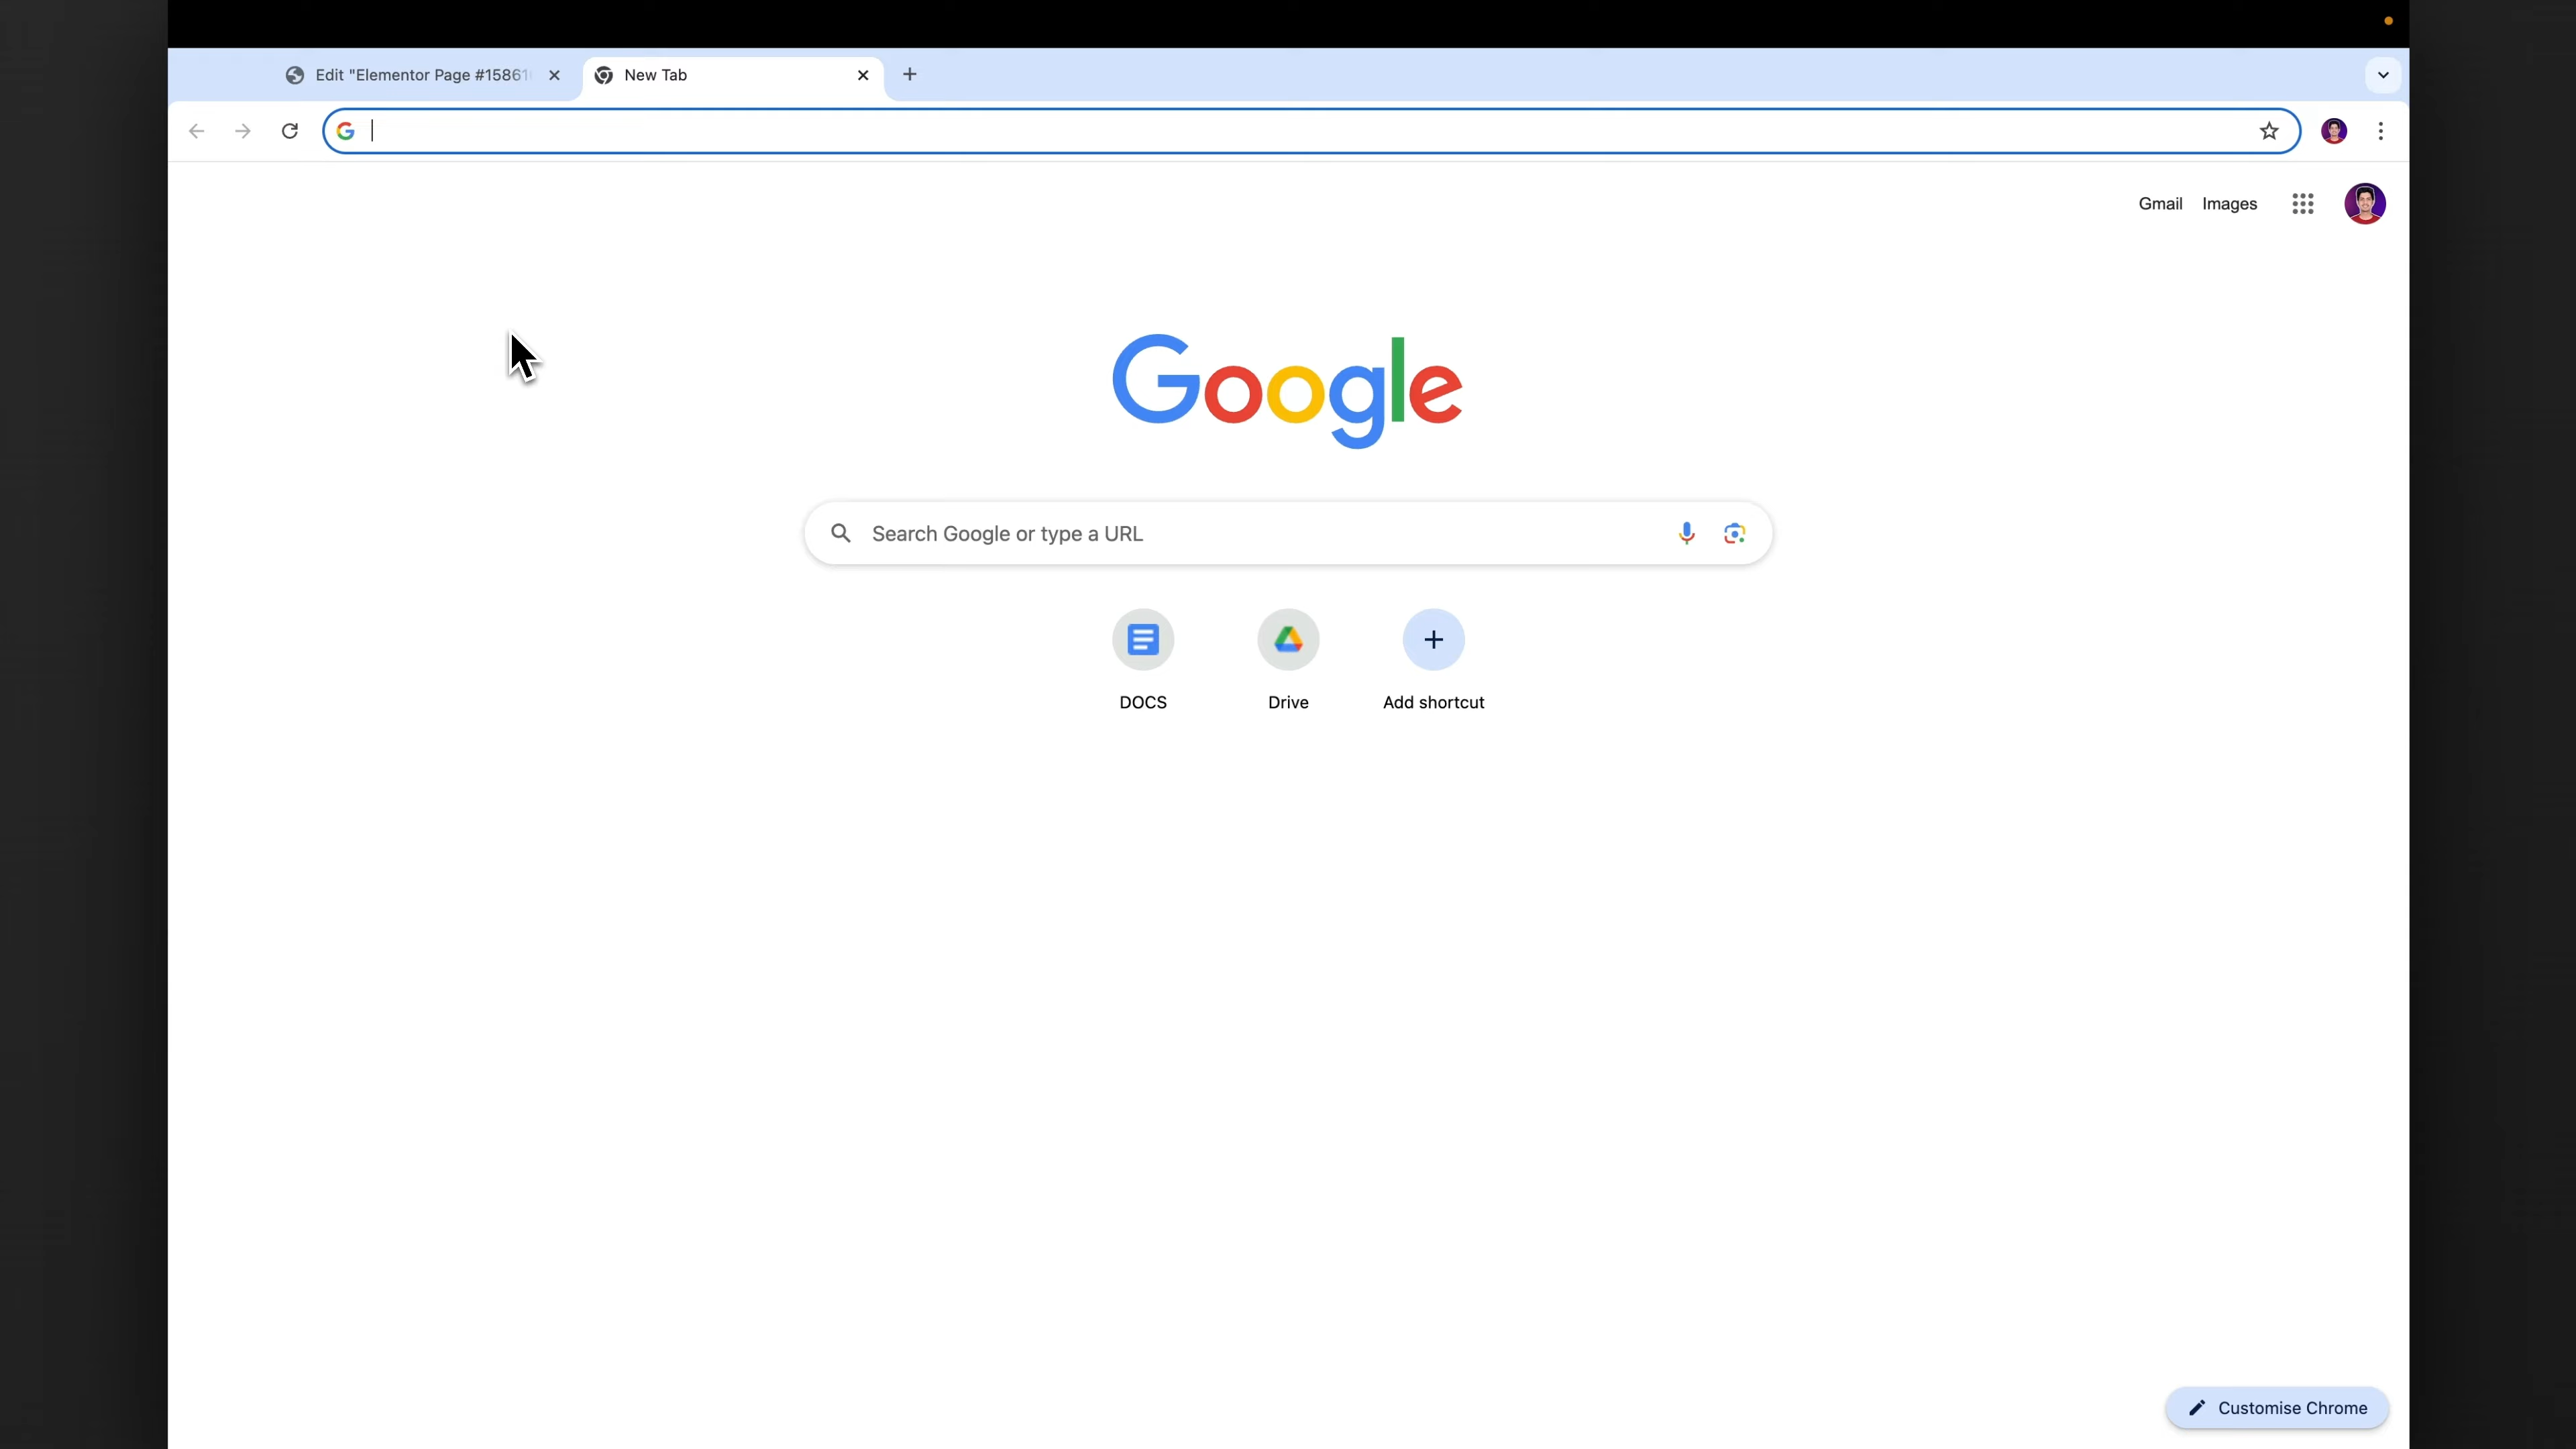 Edit "Elementor Page #15861
New Tab
Gmail Images
Google
Search Google or type a URL
DOCS Drive Add shortcut
Customise Chrome